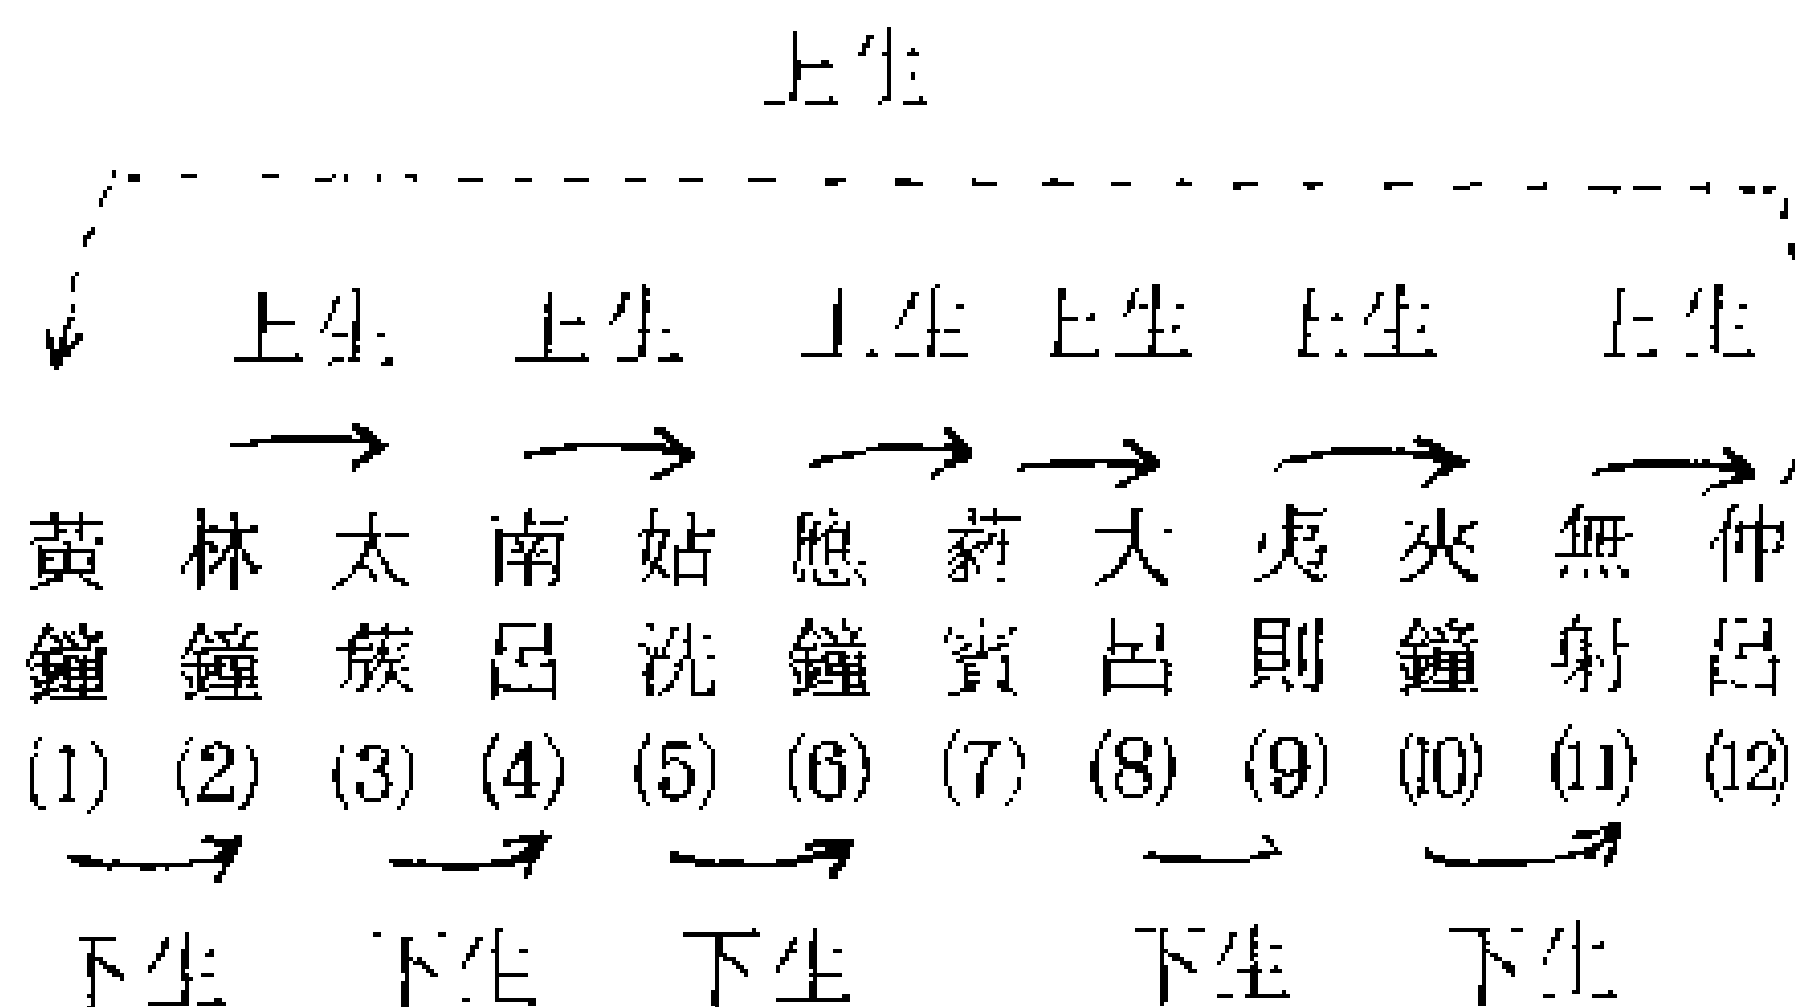 上生
上生 上生 上生 上生 上生 上生
黃 林 太 南 姑 應 蕤 大 夷 夾 無 仲
鐘 鐘 簇 呂 洗 鐘 賓 呂 則 鐘 射 呂
(1) (2) (3) (4) (5) (6) (7) (8) (9) (10) (11) (12)
下生 下生 下生 下生 下生